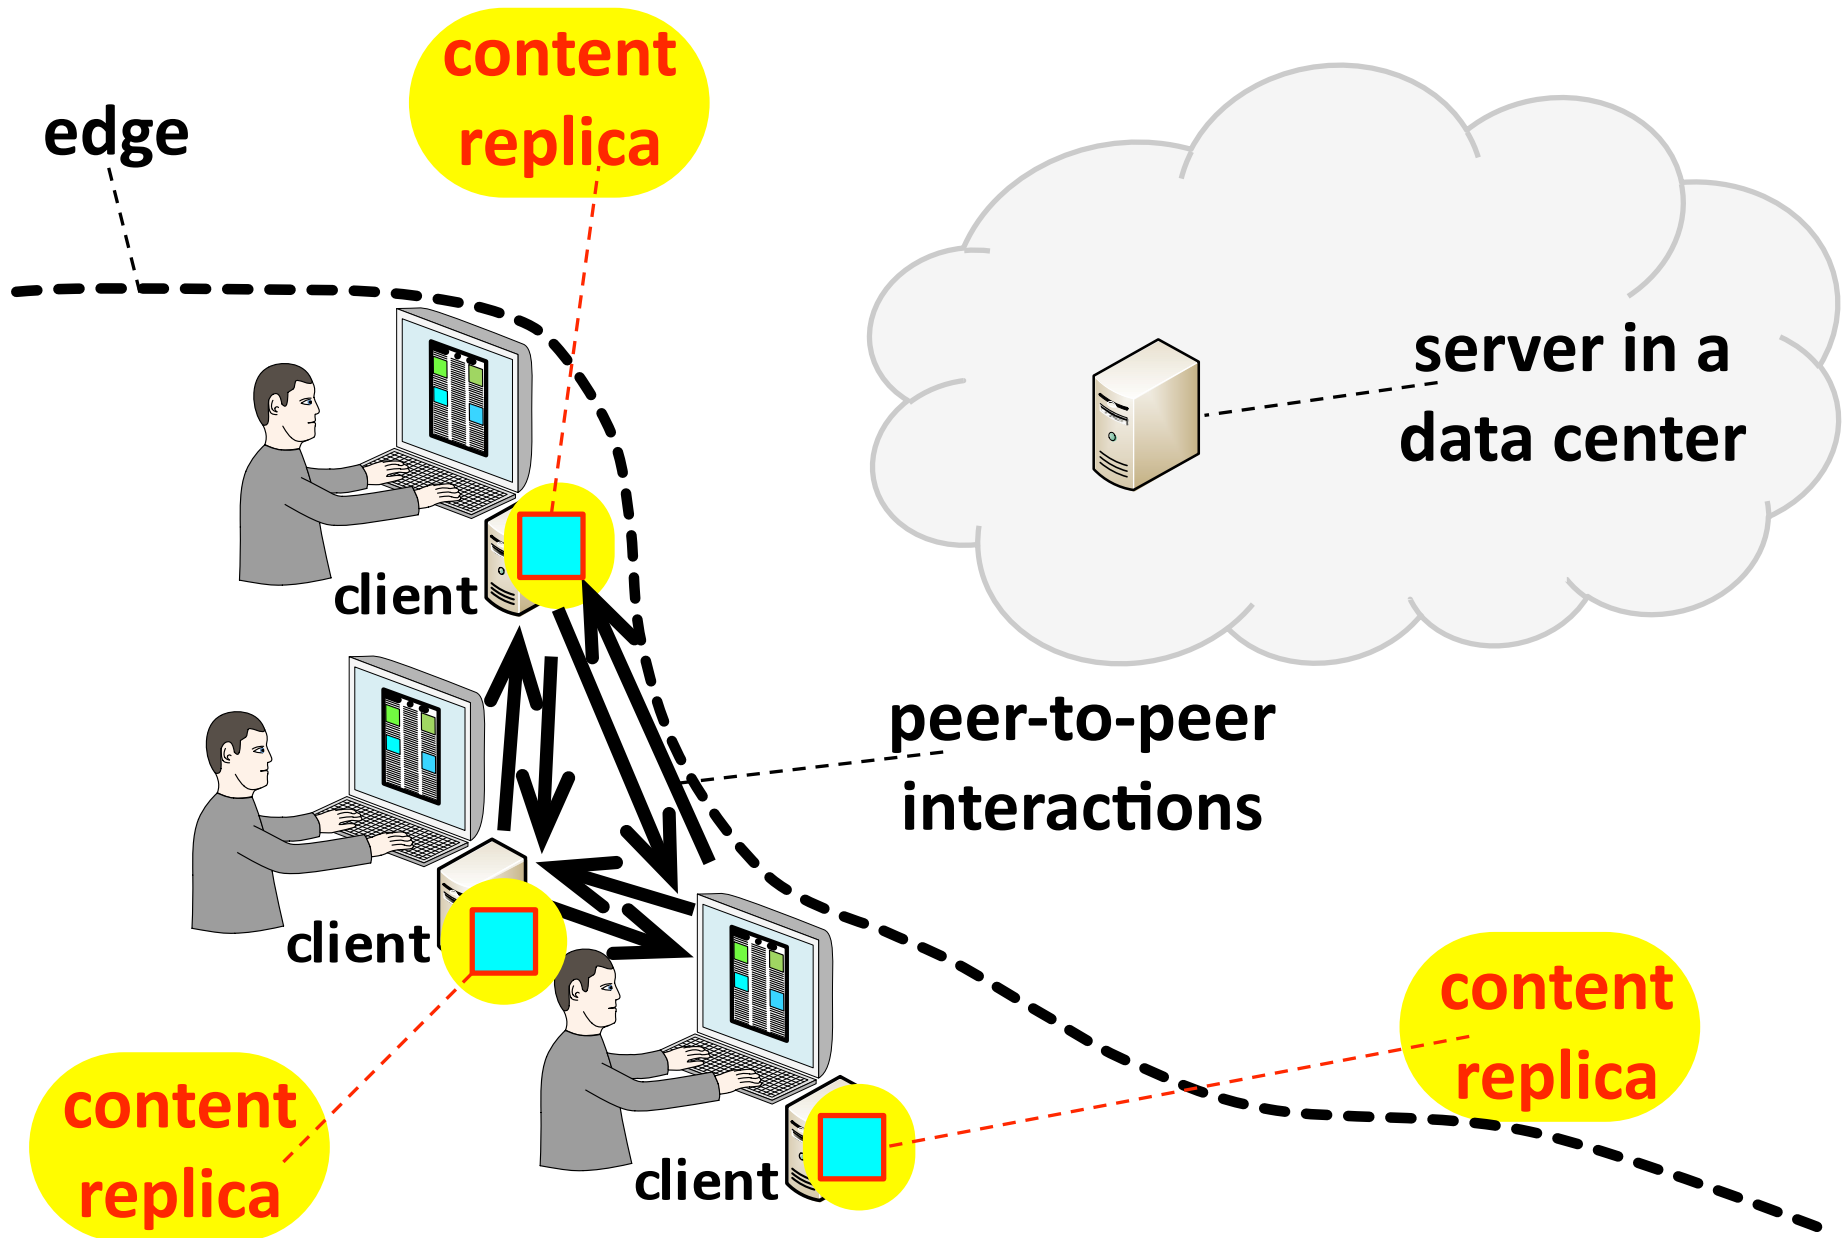 content
replica
edge
server in a
data center
client
peer-to-peer
interactions
client
content
replica
content
replica
client